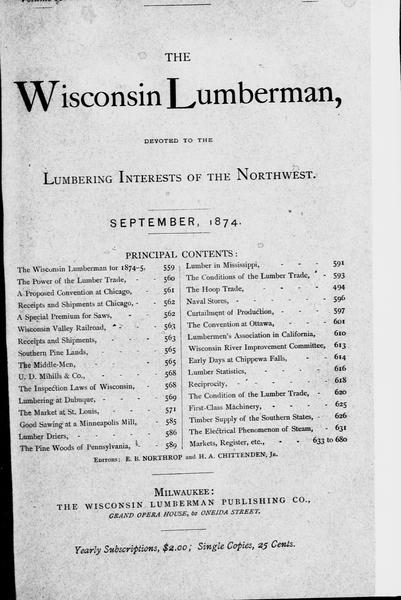 THE
Wisconsin Lumberman,
DEVOTED TO THE
LUMBERING INTERESTS OF THE NORTHWEST.
SEPTEMBER, 1874.
PRINCIPAL CONTENTS:
The Wisconsin Lumberman for 1874-5, 559
The Power of the Lumber Trade, - 560
A Proposed Convention at Chicago, 561
Receipts and Shipments at Chicago, - 562
A Special Premium for Saws, - 562
Wisconsin Valley Railroad, - - 563
Receipts and Shipments, - - 563
Southern Pine Lands, - - 565
The Middle-Men, - - 565
U. D. Mihills & Co., - - 568
The Inspection Laws of Wisconsin, 568
Lumbering at Dubuque, - - 569
The Market at St. Louis, - 571
Good Sawing at a Minneapolis Mill, - 585
Lumber Driers, - - - 586
The Pine Woods of Pennsylvania, - 589
Lumber in Mississippi, - - - 591
The Conditions of the Lumber Trade, - - 593
The Hoop Trade, - - - 494
Naval Stores, - - - - 596
Curtailment of Production, - - 597
The Convention at Ottawa, - - 601
Lumbermen's Association in California, - 610
Wisconsin River Improvement Committee, 613
Early Days at Chippewa Falls, - - 614
Lumber Statistics, - - - 616
Reciprocity, - - - - 618
The Condition of the Lumber Trade, - 620
First-Class Machinery, - - - 625
Timber Supply of the Southern States, - 626
The Electrical Phenomenon of Steam, - 631
Markets, Register, etc., - - 633 to 680
EDITORS: E. B. NORTHROP and H. A. CHITTENDEN, JR.
MILWAUKEE:
THE WISCONSIN LUMBERMAN PUBLISHING CO.,
GRAND OPERA HOUSE, 62 ONEIDA STREET.
Yearly Subscriptions, $2.00; Single Copies, 25 Cents.